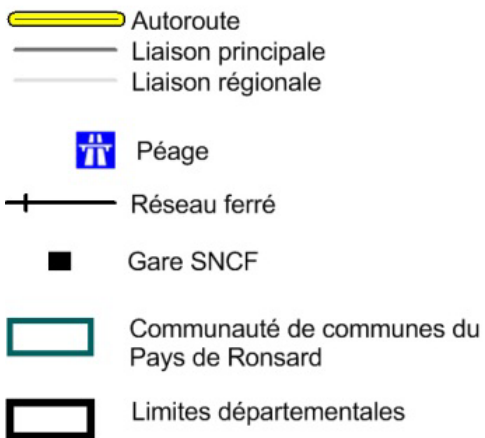 Autoroute
Liaison principale
Liaison régionale
Péage
Réseau ferré
Gare SNCF
Communauté de communes du
Pays de Ronsard
Limites départementales